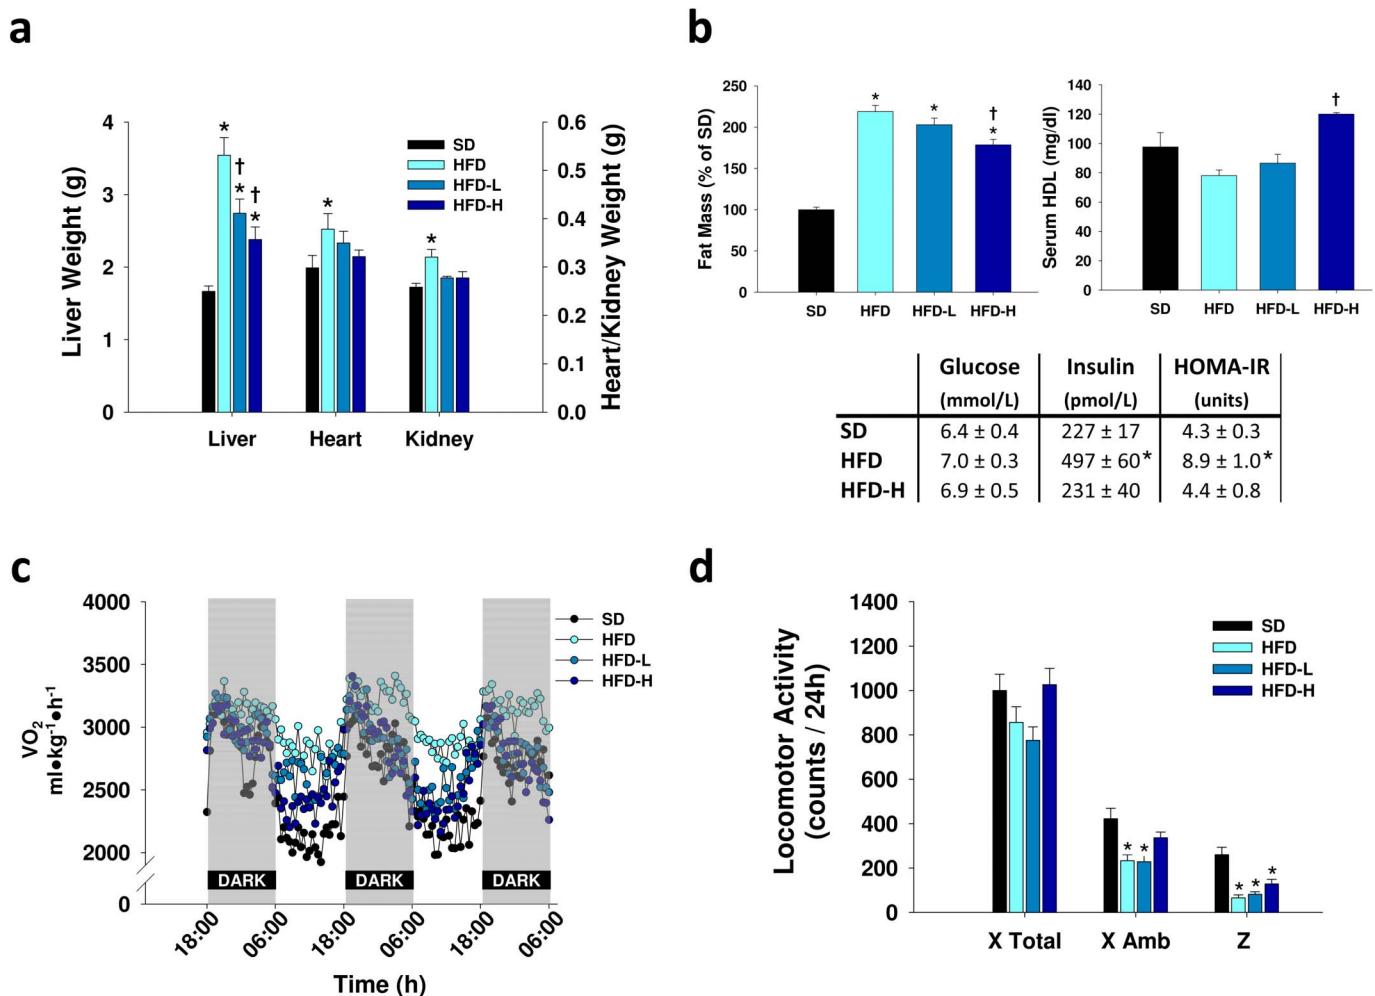 a
Liver Weight (g)
4
3
2
1
0
* † * † *
*
*
SD
HFD
HFD-L
HFD-H
0.6
0.5
0.4
0.3
0.2
0.1
0.0
Heart/Kidney Weight (g)
Liver Heart Kidney
b
Fat Mass (% of SD)
250
200
150
100
50
0
*
*
†
*
SD HFD HFD-L HFD-H
Serum HDL (mg/dl)
140
120
100
80
60
40
20
0
†
SD HFD HFD-L HFD-H
Glucose Insulin HOMA-IR
(mmol/L) (pmol/L) (units)
SD 6.4 ± 0.4 227 ± 17 4.3 ± 0.3
HFD 7.0 ± 0.3 497 ± 60* 8.9 ± 1.0*
HFD-H 6.9 ± 0.5 231 ± 40 4.4 ± 0.8
c
VO2
ml•kg-1•h-1
4000
3500
3000
2500
2000
0
SD
HFD
HFD-L
HFD-H
DARK DARK DARK
18:00 06:00 18:00 06:00 18:00 06:00
Time (h)
d
Locomotor Activity
(counts / 24h)
1400
1200
1000
800
600
400
200
0
SD
HFD
HFD-L
HFD-H
* *
* * *
X Total X Amb Z